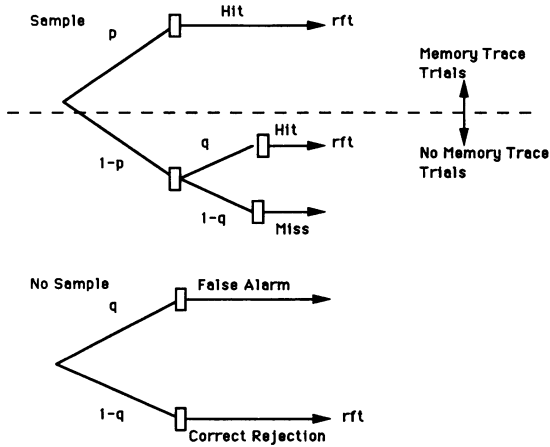 Sample
p
Hit
rft
Memory Trace
Trials
1-p
q
Hit
rft
No Memory Trace
Trials
1-q
Miss
No Sample
q
False Alarm
1-q
rft
Correct Rejection